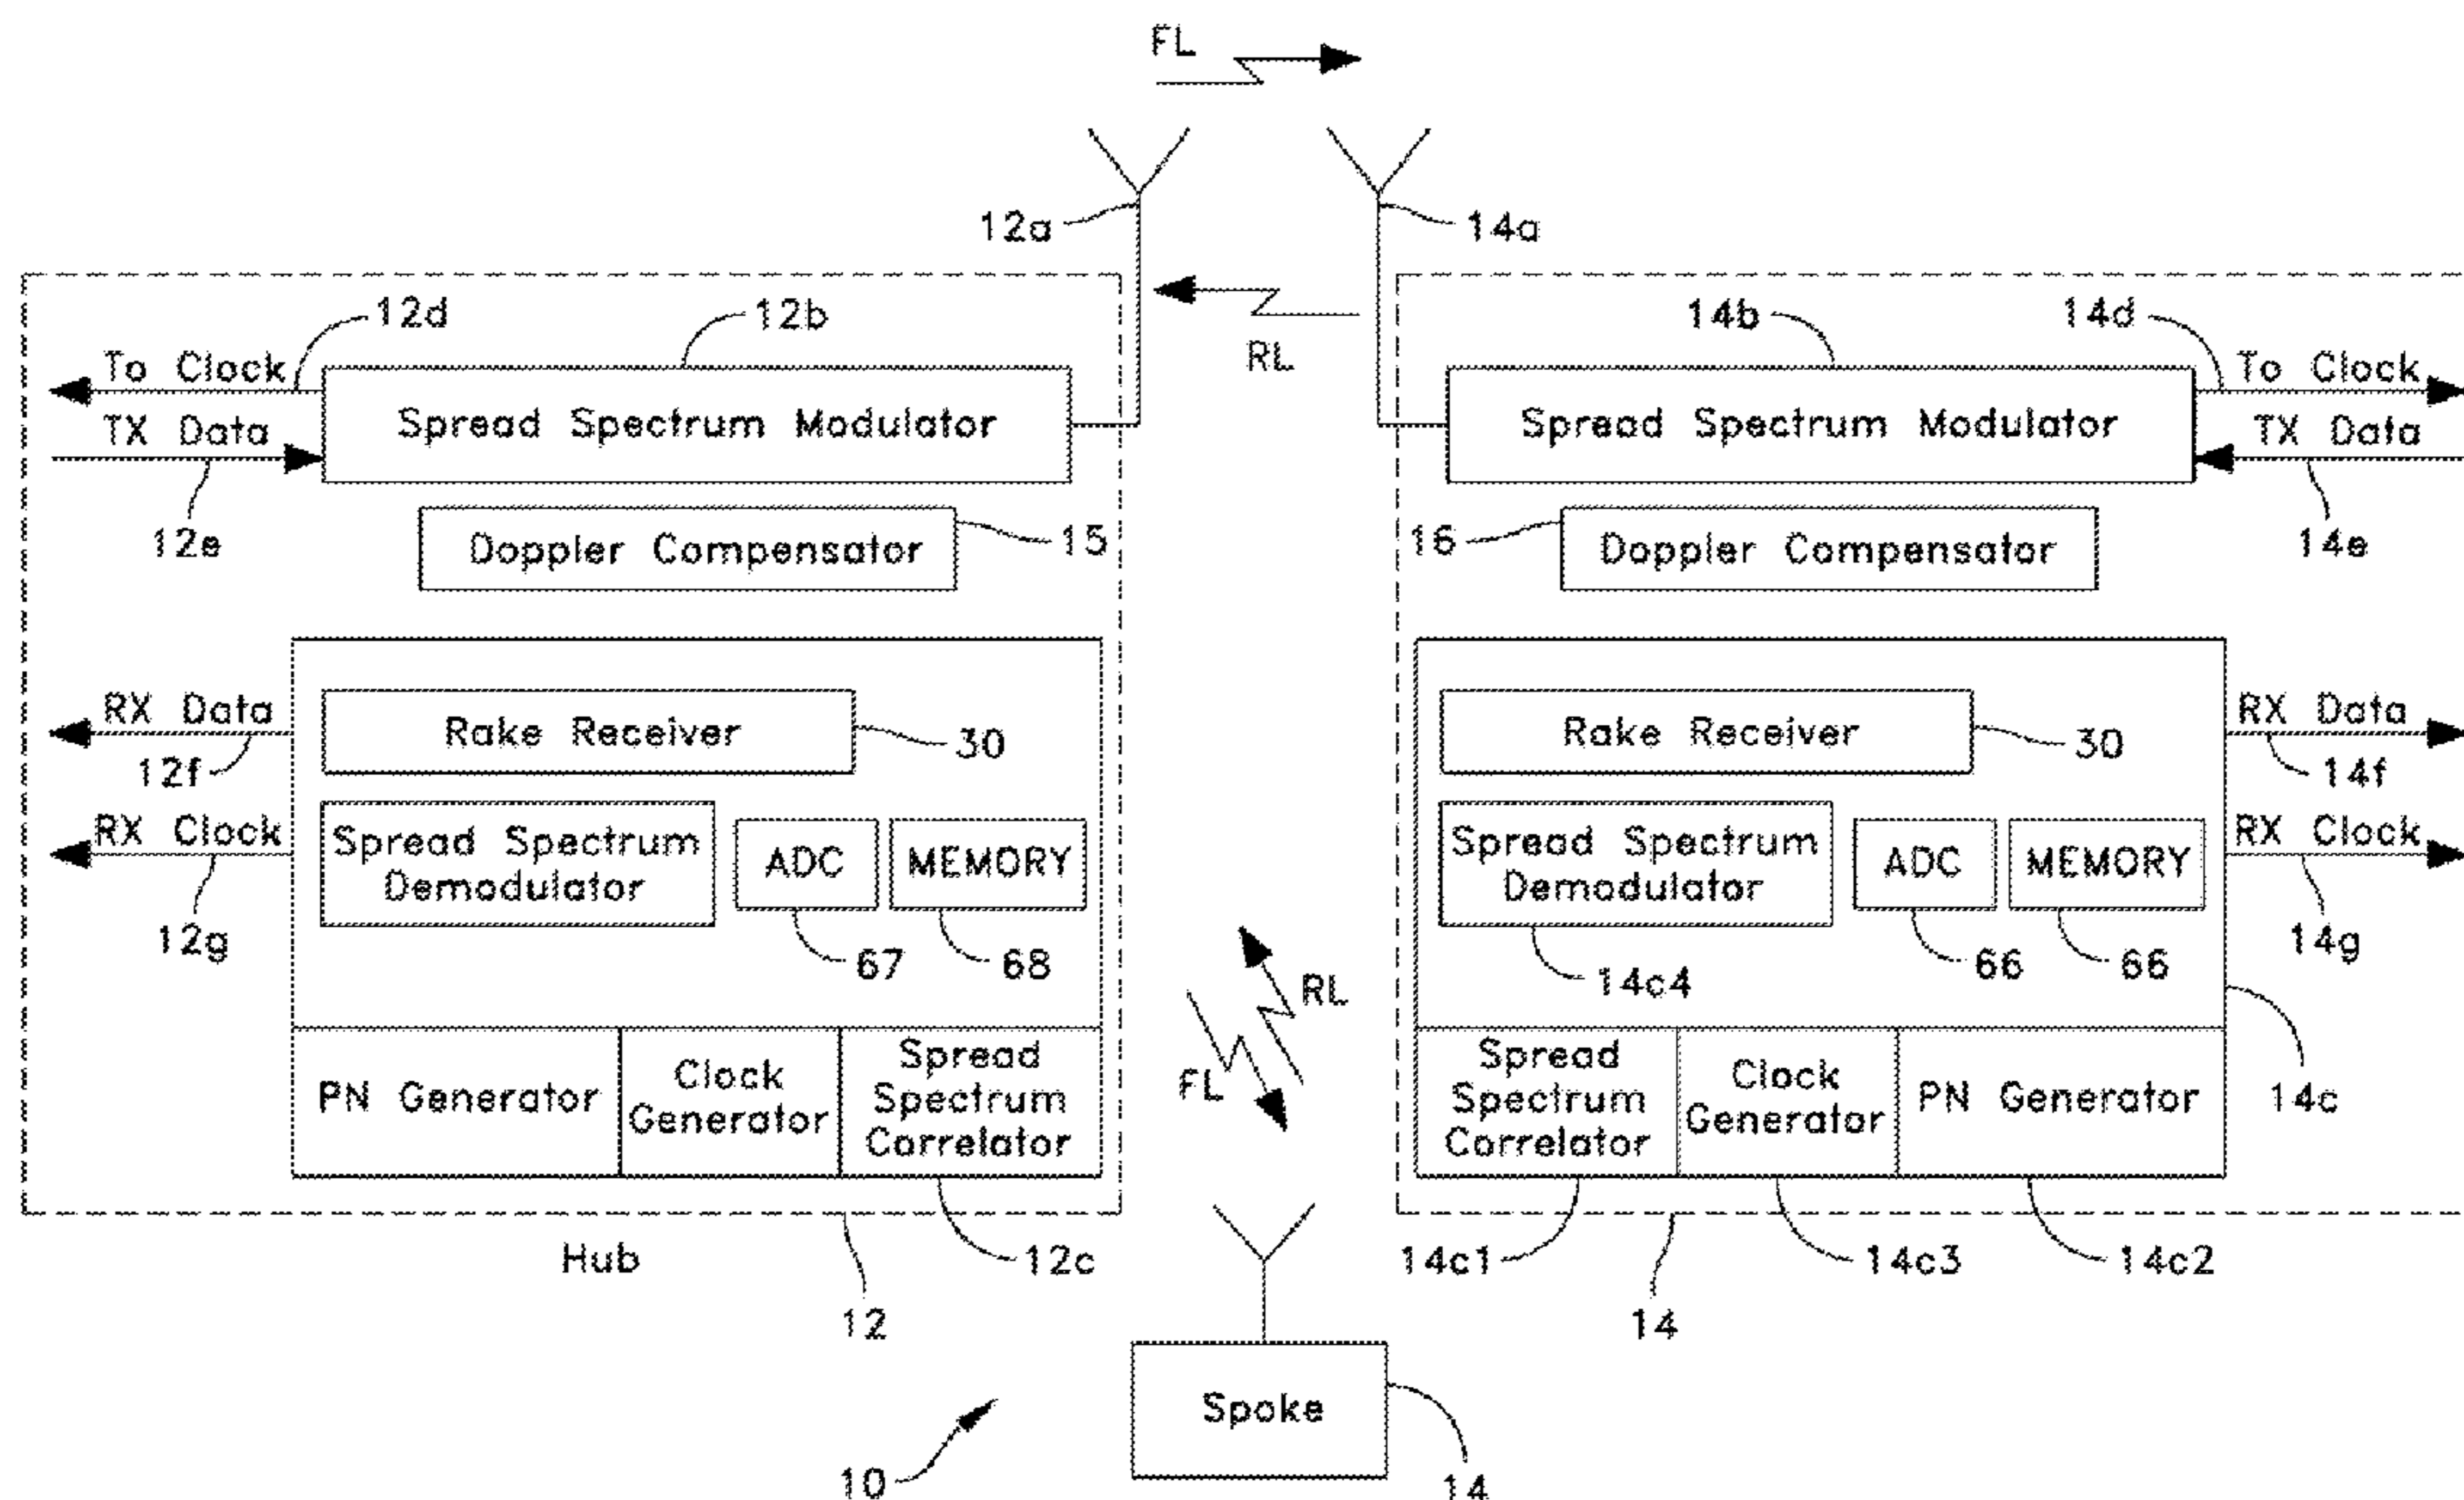 FL
12a
14a
12d
12b
14b
14d
To Clock
RL
To Clock
Spread Spectrum Modulator
Spread Spectrum Modulator
TX Data
TX Data
12e
Doppler Compensator
15
16
Doppler Compensator
14e
RX Data
Rake Receiver
30
Rake Receiver
30
RX Data
12f
14f
RX Clock
Spread Spectrum
Demodulator
ADC
MEMORY
Spread Spectrum
Demodulator
ADC
MEMORY
RX Clock
12g
67
68
14c4
66
66
14g
RL
FL
PN Generator
Clock
Generator
Spread
Spectrum
Correlator
Spread
Spectrum
Correlator
Clock
Generator
PN Generator
14c
Hub
12c
14c1
14c3
14c2
12
14
Spoke
10
14